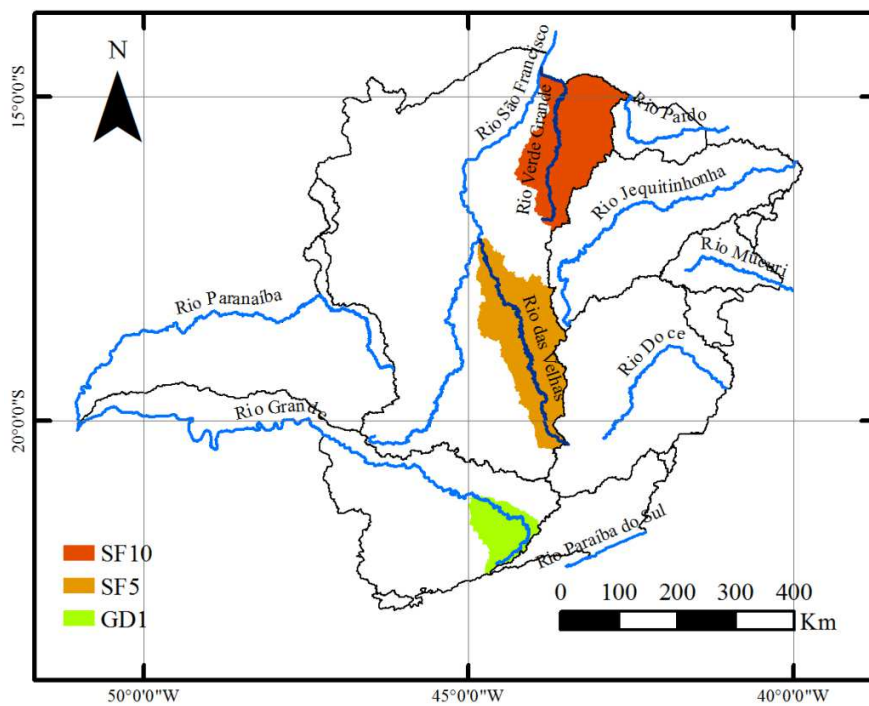 N
15°0'0"S
20°0'0"S
Rio São Francisco
Rio Verde Grande
Rio Pardo
Rio Jequitinhonha
Rio Mucuri
Rio Paranaíba
Rio das Velhas
Rio Doce
Rio Grande
Rio Paraíba do Sul
SF10
SF5
GD1
0 100 200 300 400
Km
50°0'0"W 45°0'0"W 40°0'0"W